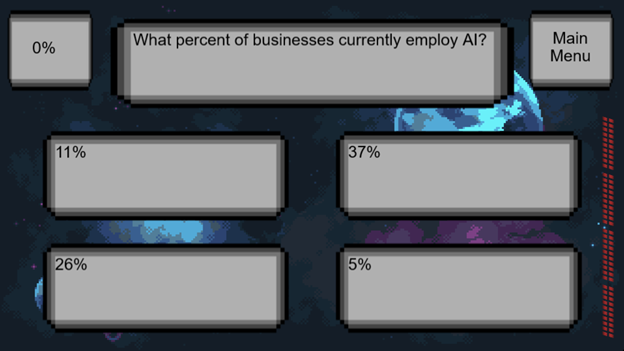 0%
What percent of businesses currently employ AI?
Main
Menu
11%
37%
26%
5%